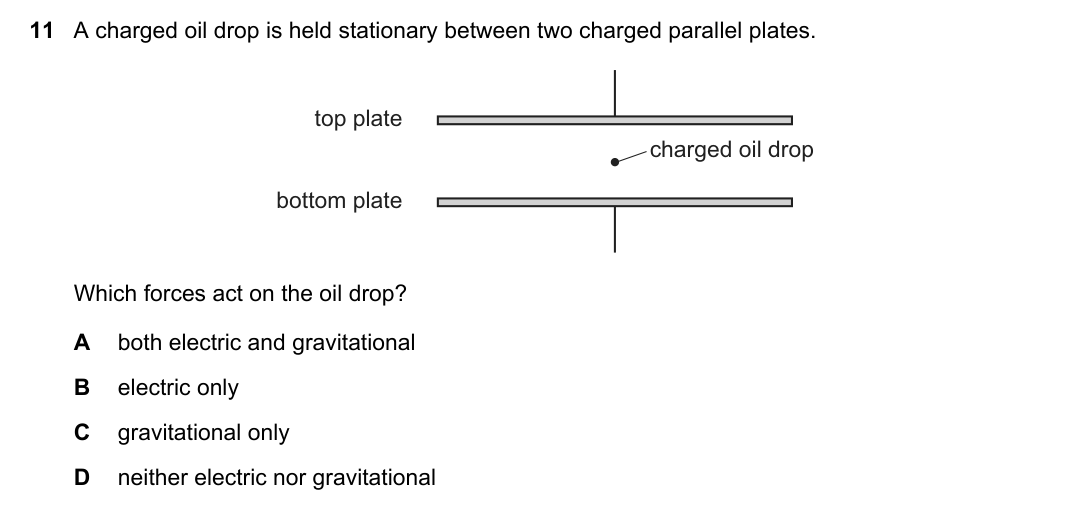 11 A charged oil drop is held stationary between two charged parallel plates.
top plate
charged oil drop
bottom plate
Which forces act on the oil drop?
A both electric and gravitational
B electric only
C gravitational only
D neither electric nor gravitational